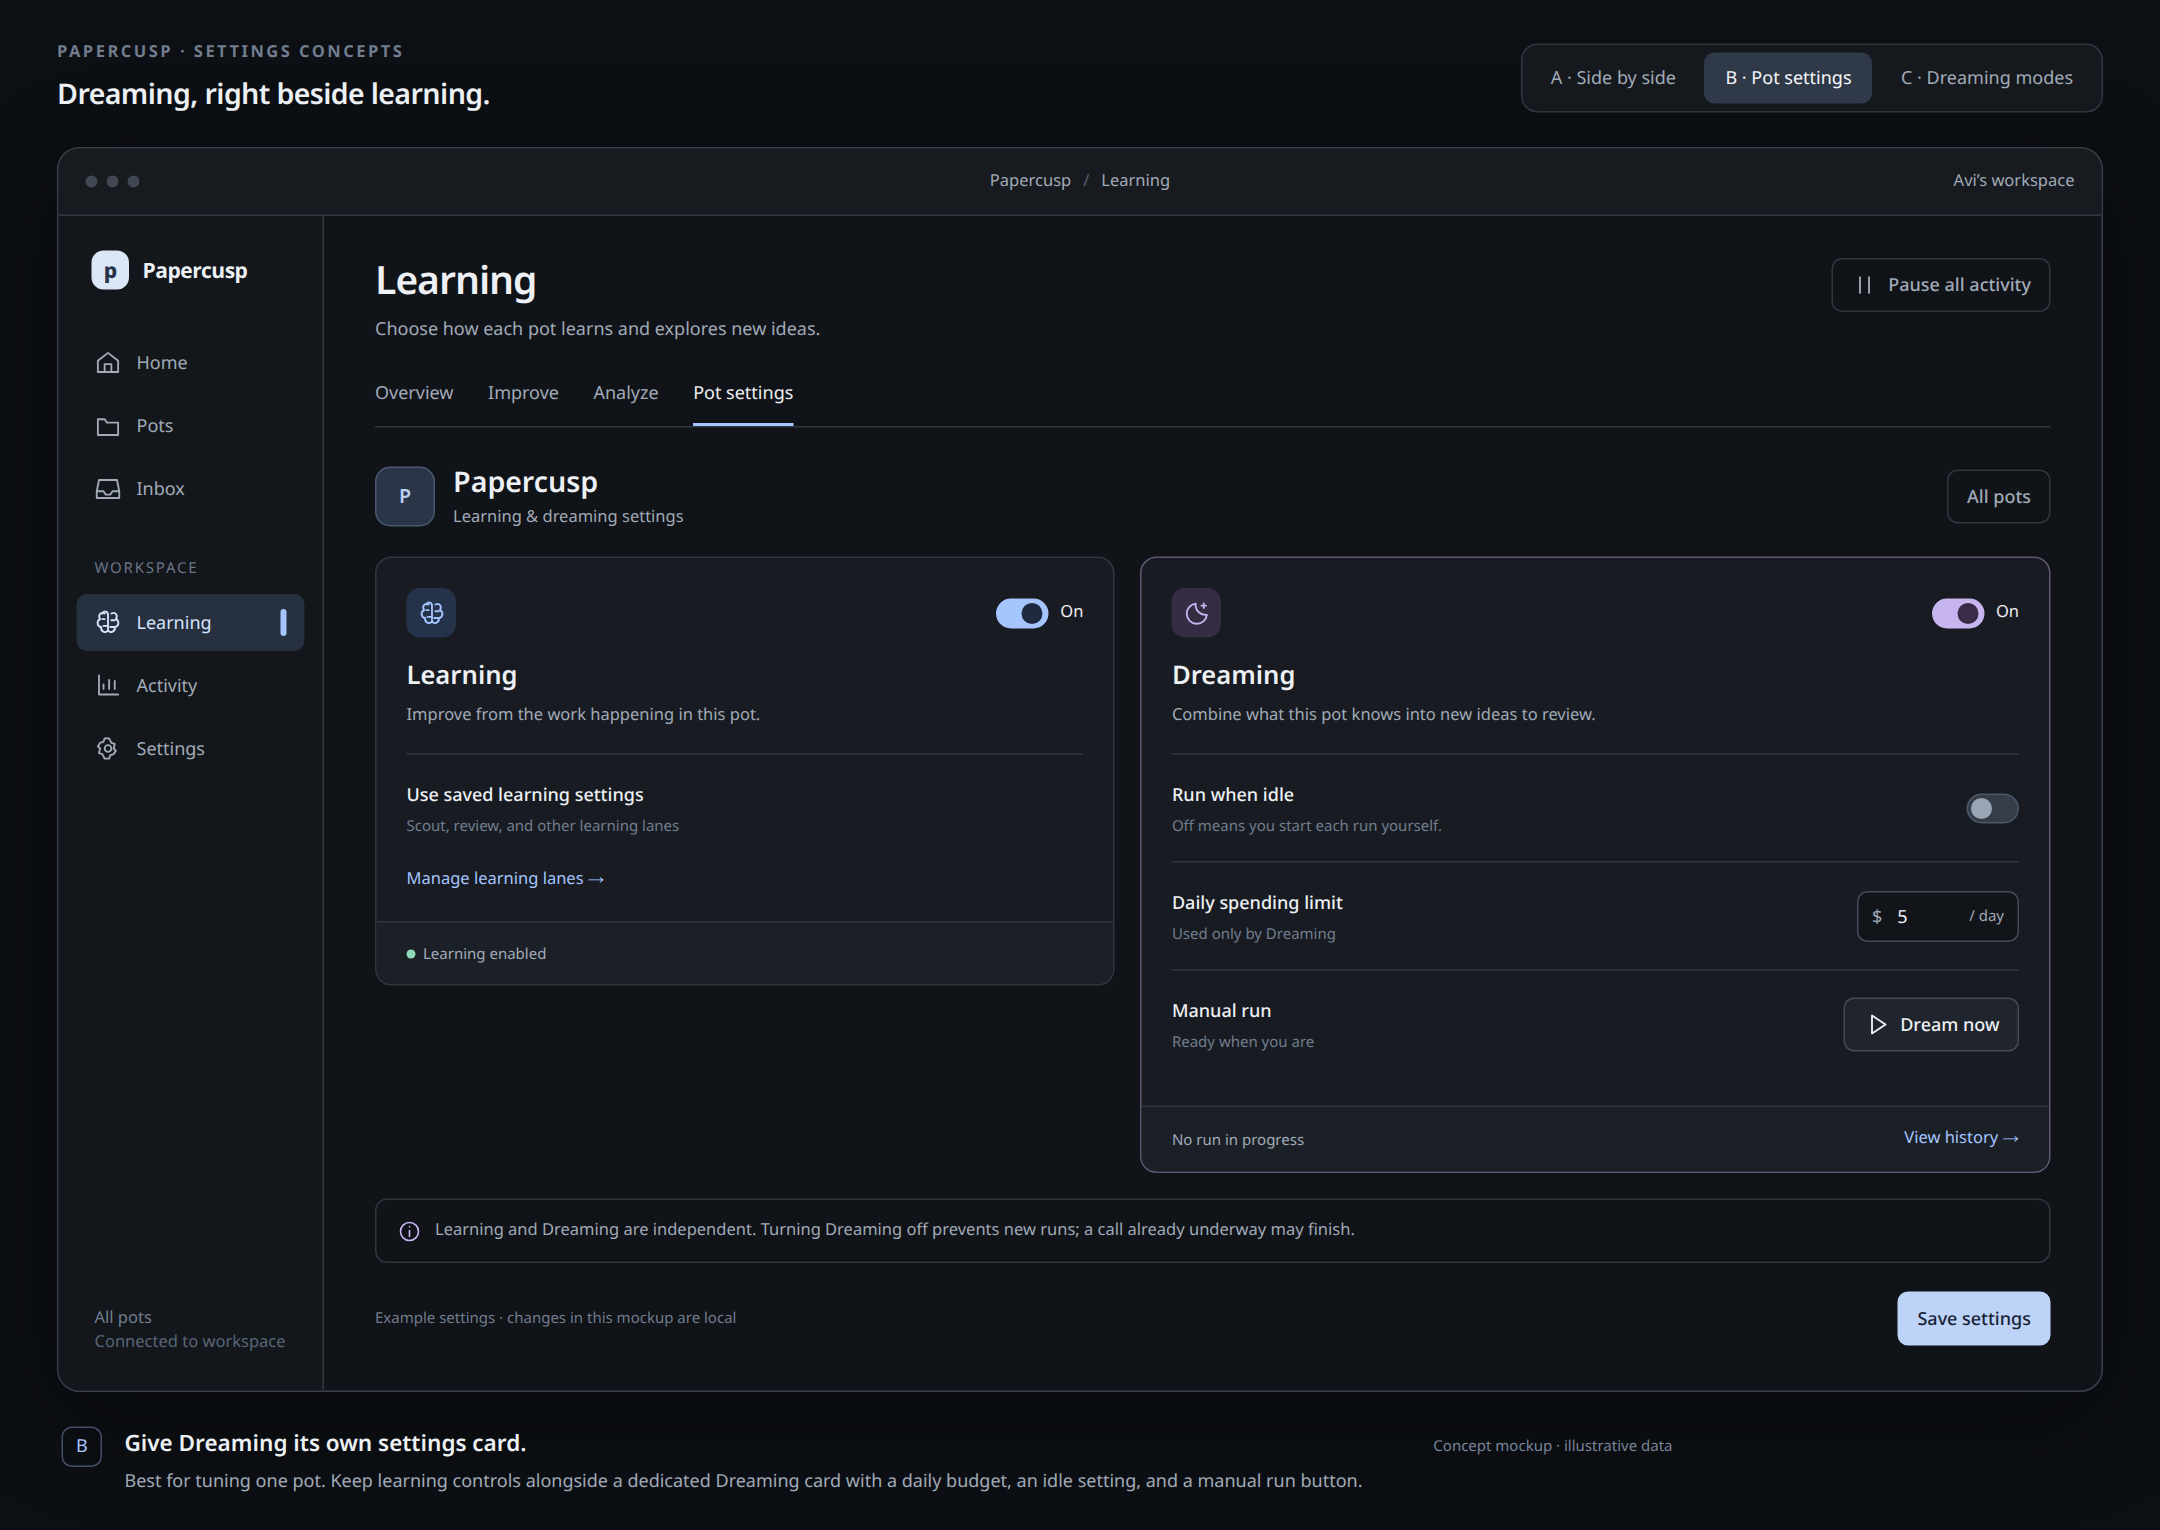 PAPERCUSP · SETTINGS CONCEPTS
Dreaming, right beside learning.
A · Side by side
B · Pot settings
C · Dreaming modes
Papercusp / Learning
Avi's workspace
p
Papercusp
Home
Pots
Inbox
WORKSPACE
Learning
Activity
Settings
All pots
Connected to workspace
Learning
Choose how each pot learns and explores new ideas.
Pause all activity
Overview
Improve
Analyze
Pot settings
P
Papercusp
Learning & dreaming settings
All pots
On
Learning
Improve from the work happening in this pot.
Use saved learning settings
Scout, review, and other learning lanes
Manage learning lanes →
Learning enabled
On
Dreaming
Combine what this pot knows into new ideas to review.
Run when idle
Off means you start each run yourself.
Daily spending limit
Used only by Dreaming
$ 5 / day
Manual run
Ready when you are
Dream now
No run in progress
View history →
Learning and Dreaming are independent. Turning Dreaming off prevents new runs; a call already underway may finish.
Example settings · changes in this mockup are local
Save settings
B
Give Dreaming its own settings card.
Best for tuning one pot. Keep learning controls alongside a dedicated Dreaming card with a daily budget, an idle setting, and a manual run button.
Concept mockup · illustrative data